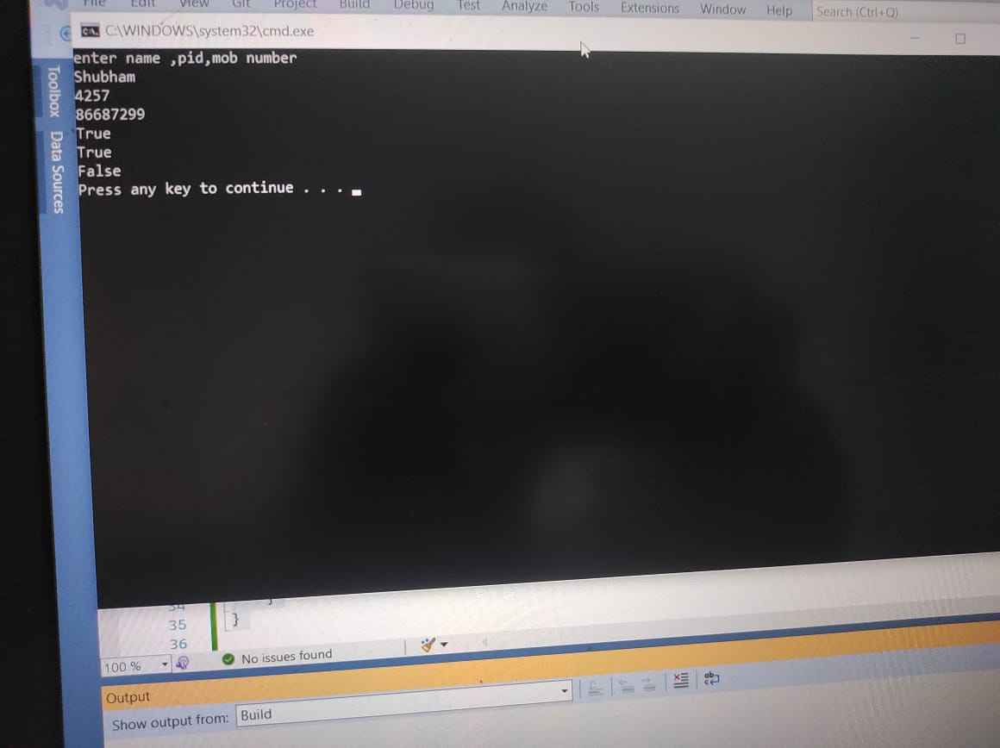 File Edit View Git Project Build Debug Test Analyze Tools Extensions Window Help Search (Ctrl+Q)
C:\WINDOWS\system32\cmd.exe
enter name ,pid,mob number
Shubham
4257
86687299
True
True
False
Press any key to continue . . .
Toolbox
Data Sources
34
35 }
36
100 % No issues found
Output
Show output from: Build